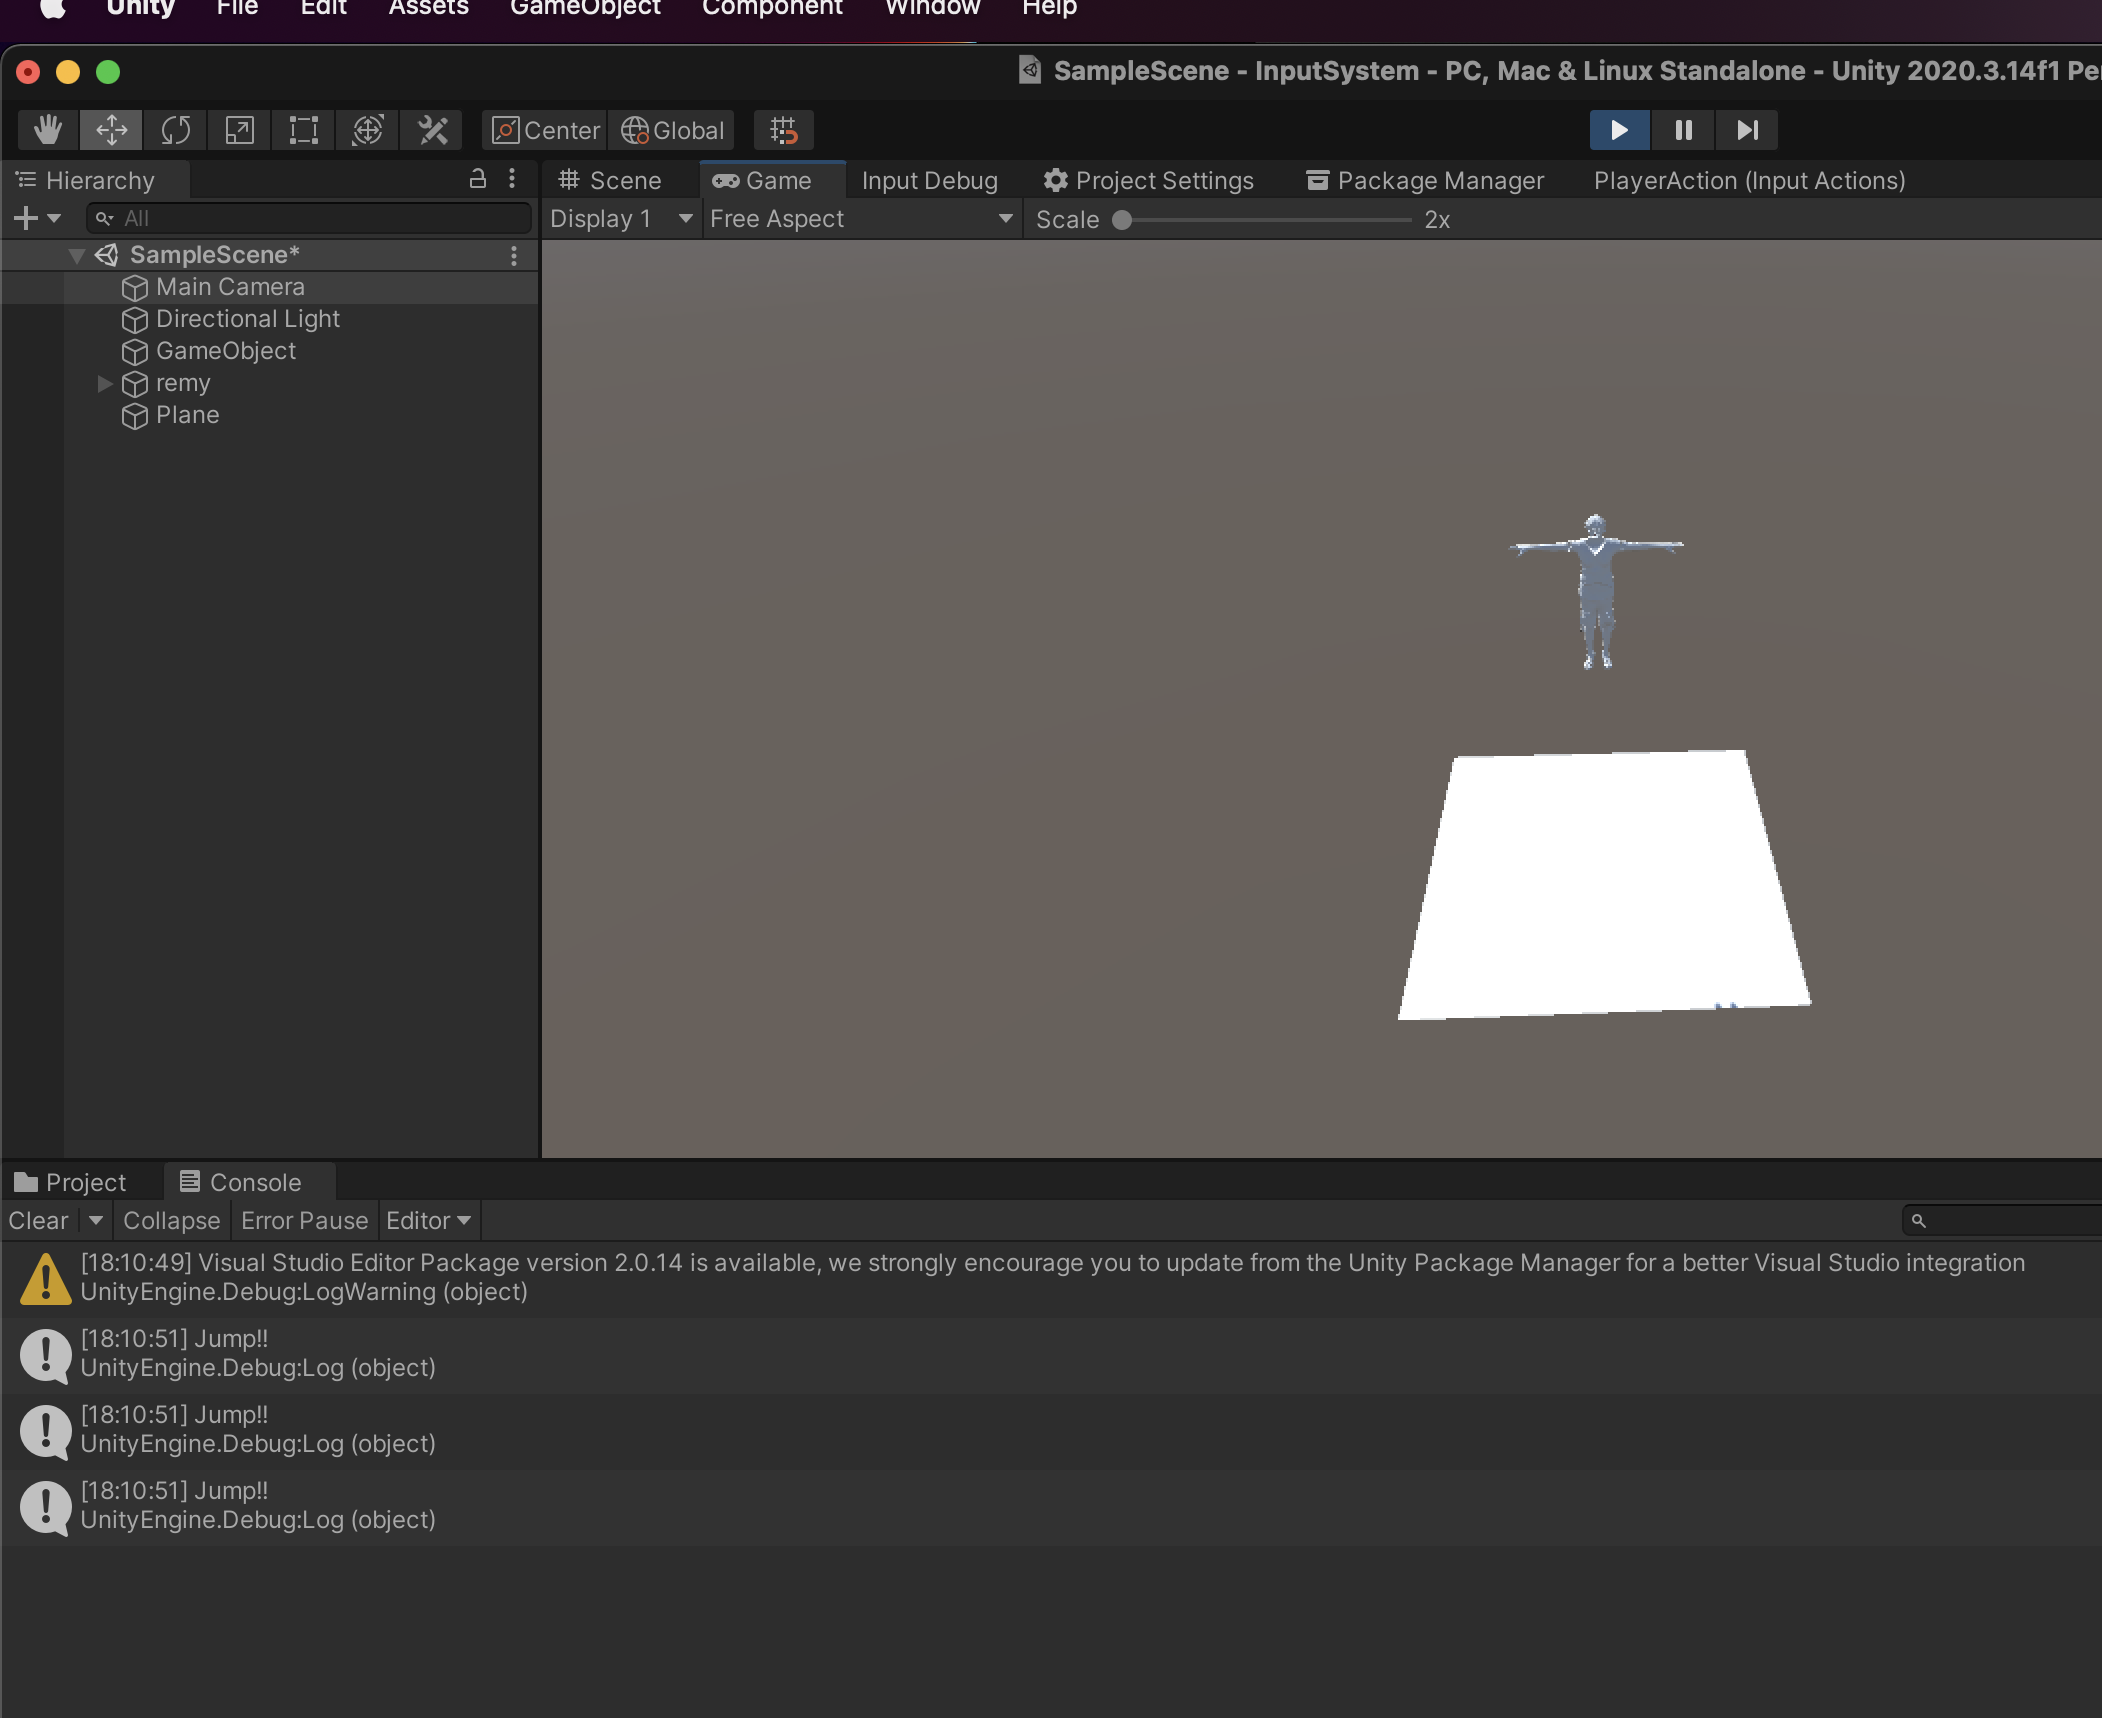 Unity File Edit Assets GameObject Component Window Help
SampleScene - InputSystem - PC, Mac & Linux Standalone - Unity 2020.3.14f1 Pe
Center Global
Hierarchy
Scene Game Input Debug Project Settings Package Manager PlayerAction (Input Actions)
All
Display 1 Free Aspect Scale 2x
SampleScene*
Main Camera
Directional Light
GameObject
remy
Plane
Project Console
Clear Collapse Error Pause Editor
[18:10:49] Visual Studio Editor Package version 2.0.14 is available, we strongly encourage you to update from the Unity Package Manager for a better Visual Studio integration
UnityEngine.Debug:LogWarning (object)
[18:10:51] Jump!!
UnityEngine.Debug:Log (object)
[18:10:51] Jump!!
UnityEngine.Debug:Log (object)
[18:10:51] Jump!!
UnityEngine.Debug:Log (object)